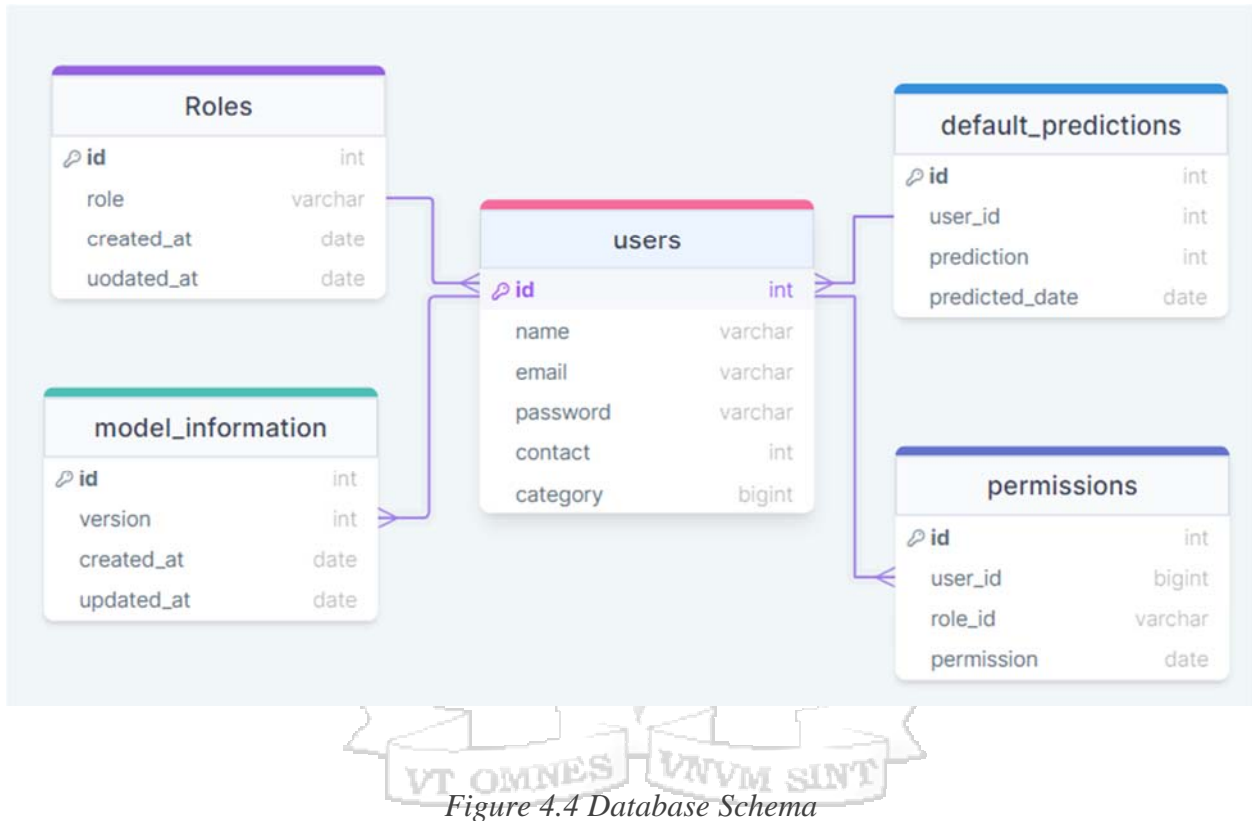 Roles
id int
role varchar
created_at date
uodated_at date
model_information
id int
version int
created_at date
updated_at date
users
id int
name varchar
email varchar
password varchar
contact int
category bigint
default_predictions
id int
user_id int
prediction int
predicted_date date
permissions
id int
user_id bigint
role_id varchar
permission date
VT OMNES VNVM SINT
Figure 4.4 Database Schema